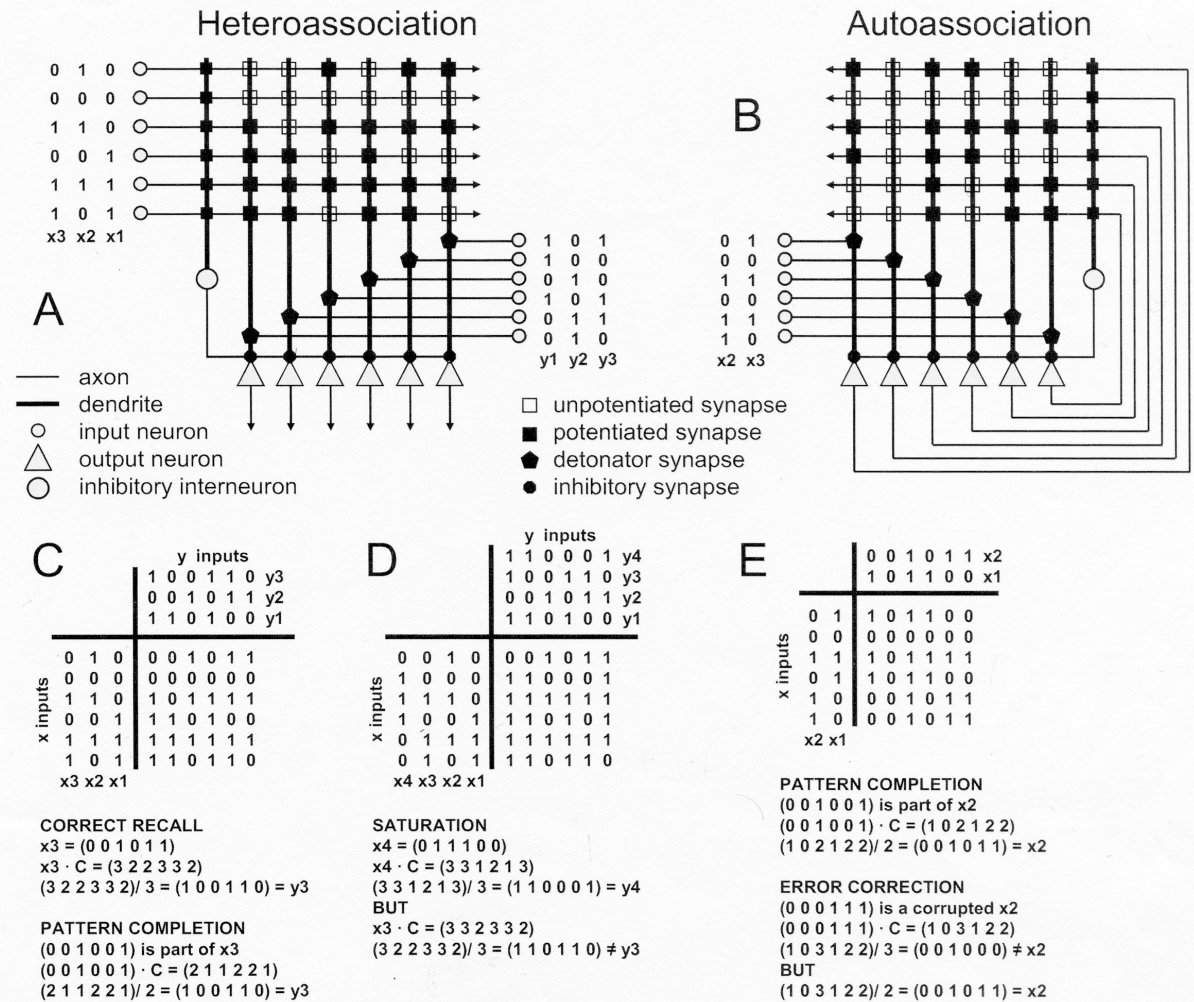 Heteroassociation
Autoassociation
0 1 0
0 0 0
1 1 0
0 0 1
1 1 1
1 0 1
x3 x2 x1
1 0 1
1 0 0
0 1 0
1 0 1
0 1 1
0 1 0
y1 y2 y3
A
B
0 1
0 0
1 1
0 0
1 1
1 0
x2 x3
axon
dendrite
input neuron
output neuron
inhibitory interneuron
unpotentiated synapse
potentiated synapse
detonator synapse
inhibitory synapse
C
y inputs
1 0 0 1 1 0 y3
0 0 1 0 1 1 y2
1 1 0 1 0 0 y1
x inputs
0 1 0 0 0 1 0 1 1
0 0 0 0 0 0 0 0 0
1 1 0 1 0 1 1 1 1
0 0 1 1 1 0 1 0 0
1 1 1 1 1 1 1 1 1
1 0 1 1 1 0 1 1 0
x3 x2 x1
CORRECT RECALL
x3 = (0 0 1 0 1 1)
x3 · C = (3 2 2 3 3 2)
(3 2 2 3 3 2)/ 3 = (1 0 0 1 1 0) = y3
PATTERN COMPLETION
(0 0 1 0 0 1) is part of x3
(0 0 1 0 0 1) · C = (2 1 1 2 2 1)
(2 1 1 2 2 1)/ 2 = (1 0 0 1 1 0) = y3
D
y inputs
1 1 0 0 0 1 y4
1 0 0 1 1 0 y3
0 0 1 0 1 1 y2
1 1 0 1 0 0 y1
x inputs
0 0 1 0 0 0 1 0 1 1
1 0 0 0 1 1 0 0 0 1
1 1 1 0 1 1 1 1 1 1
1 0 0 1 1 1 0 1 0 1
0 1 1 1 1 1 1 1 1 1
0 1 0 1 1 1 0 1 1 0
x4 x3 x2 x1
SATURATION
x4 = (0 1 1 1 0 0)
x4 · C = (3 3 1 2 1 3)
(3 3 1 2 1 3)/ 3 = (1 1 0 0 0 1) = y4
BUT
x3 · C = (3 3 2 3 3 2)
(3 2 2 3 3 2)/ 3 = (1 1 0 1 1 0) ≠ y3
E
0 0 1 0 1 1 x2
1 0 1 1 0 0 x1
x inputs
0 1 1 0 1 1 0 0
0 0 0 0 0 0 0 0
1 1 1 0 1 1 1 1
0 1 1 0 1 1 0 0
1 0 0 0 1 0 1 1
1 0 0 0 1 0 1 1
x2 x1
PATTERN COMPLETION
(0 0 1 0 0 1) is part of x2
(0 0 1 0 0 1) · C = (1 0 2 1 2 2)
(1 0 2 1 2 2)/ 2 = (0 0 1 0 1 1) = x2
ERROR CORRECTION
(0 0 0 1 1 1) is a corrupted x2
(0 0 0 1 1 1) · C = (1 0 3 1 2 2)
(1 0 3 1 2 2)/ 3 = (0 0 1 0 0 0) ≠ x2
BUT
(1 0 3 1 2 2)/ 2 = (0 0 1 0 1 1) = x2